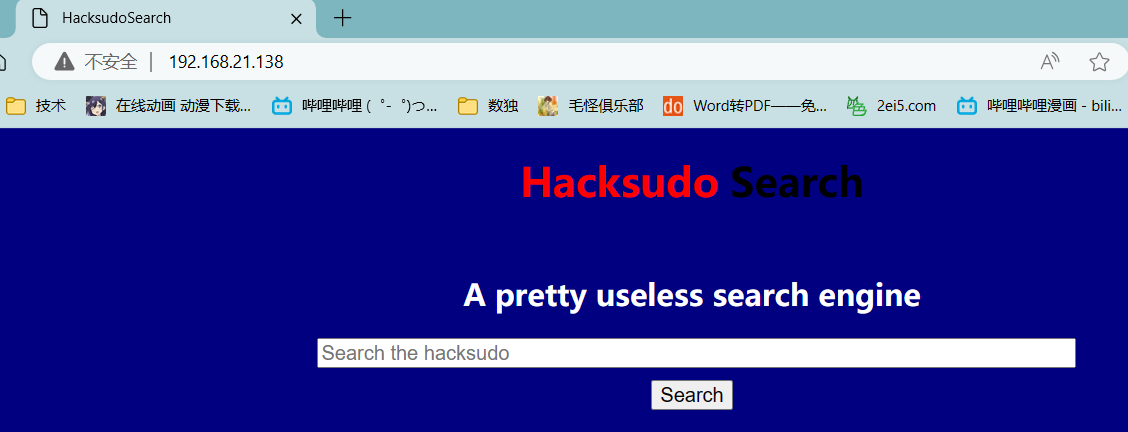 HacksudoSearch
不安全 192.168.21.138
技术 在线动画 动漫下载... 哔哩哔哩 (゜-゜)つ... 数独 毛怪俱乐部 Word转PDF——免... 2ei5.com 哔哩哔哩漫画 - bili...
Hacksudo Search
A pretty useless search engine
Search the hacksudo
Search